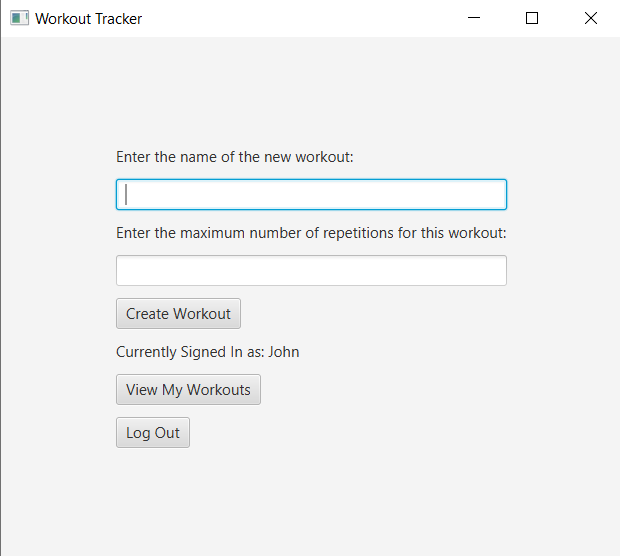 Workout Tracker
Enter the name of the new workout:
Enter the maximum number of repetitions for this workout:
Create Workout
Currently Signed In as: John
View My Workouts
Log Out